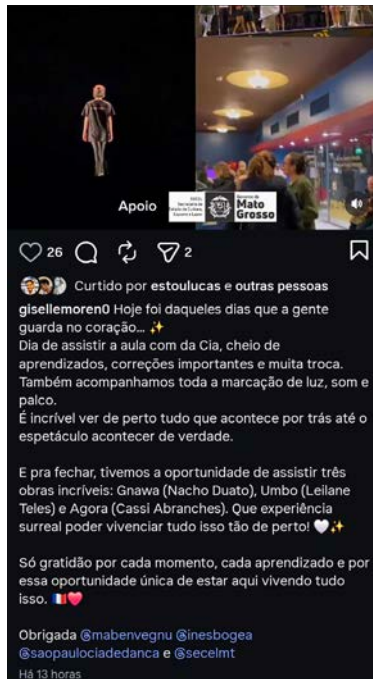 Apoio
Governo de
Mato
Grosso
26
2
Curtido por estoulucas e outras pessoas
gisellemoren0 Hoje foi daqueles dias que a gente
guarda no coração... ✨
Dia de assistir a aula com da Cia, cheio de
aprendizados, correções importantes e muita troca.
Também acompanhamos toda a marcação de luz, som e
palco.
É incrível ver de perto tudo que acontece por trás até o
espetáculo acontecer de verdade.
E pra fechar, tivemos a oportunidade de assistir três
obras incríveis: Gnawa (Nacho Duato), Umbo (Leilane
Teles) e Agora (Cassi Abranches). Que experiência
surreal poder vivenciar tudo isso tão de perto! 🤍✨
Só gratidão por cada momento, cada aprendizado e por
essa oportunidade única de estar aqui vivendo tudo
isso. 🇫🇷❤️
Obrigada @mabenvegnu @inesbogea
@saopaulociadedanca e @secelmt
Há 13 horas